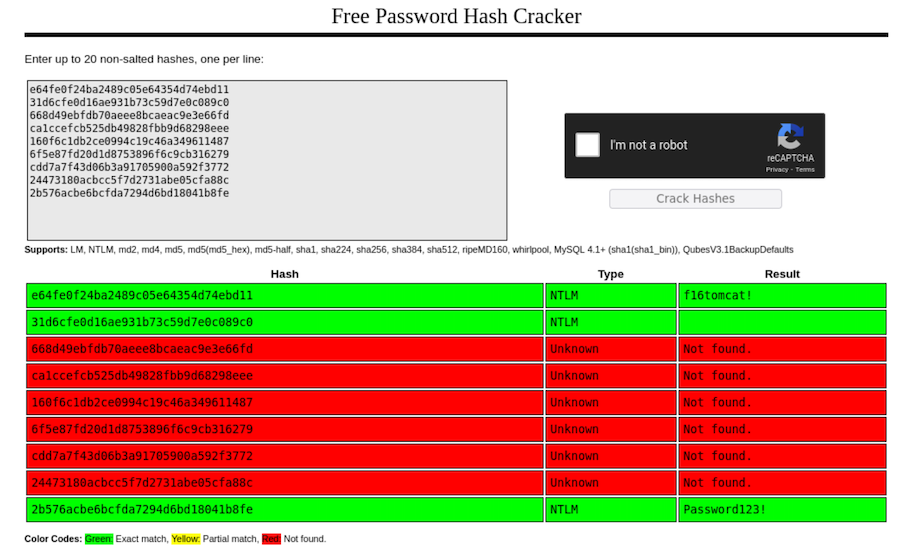 Free Password Hash Cracker
Enter up to 20 non-salted hashes, one per line:
e64fe0f24ba2489c05e64354d74ebd11
31d6cfe0d16ae931b73c59d7e0c089c0
668d49ebfdb70aeee8bcaeac9e3e66fd
ca1ccefcb525db49828fbb9d68298eee
160f6c1db2ce0994c19c46a349611487
6f5e87fd20d1d8753896f6c9cb316279
cdd7a7f43d06b3a91705900a592f3772
24473180acbcc5f7d2731abe05cfa88c
2b576acbe6bcfda7294d6bd18041b8fe
I'm not a robot
reCAPTCHA
Privacy - Terms
Crack Hashes
Supports: LM, NTLM, md2, md4, md5, md5(md5_hex), md5-half, sha1, sha224, sha256, sha384, sha512, ripeMD160, whirlpool, MySQL 4.1+ (sha1(sha1_bin)), QubesV3.1BackupDefaults
Hash Type Result
e64fe0f24ba2489c05e64354d74ebd11 NTLM f16tomcat!
31d6cfe0d16ae931b73c59d7e0c089c0 NTLM
668d49ebfdb70aeee8bcaeac9e3e66fd Unknown Not found.
ca1ccefcb525db49828fbb9d68298eee Unknown Not found.
160f6c1db2ce0994c19c46a349611487 Unknown Not found.
6f5e87fd20d1d8753896f6c9cb316279 Unknown Not found.
cdd7a7f43d06b3a91705900a592f3772 Unknown Not found.
24473180acbcc5f7d2731abe05cfa88c Unknown Not found.
2b576acbe6bcfda7294d6bd18041b8fe NTLM Password123!
Color Codes: Green: Exact match, Yellow: Partial match, Red: Not found.